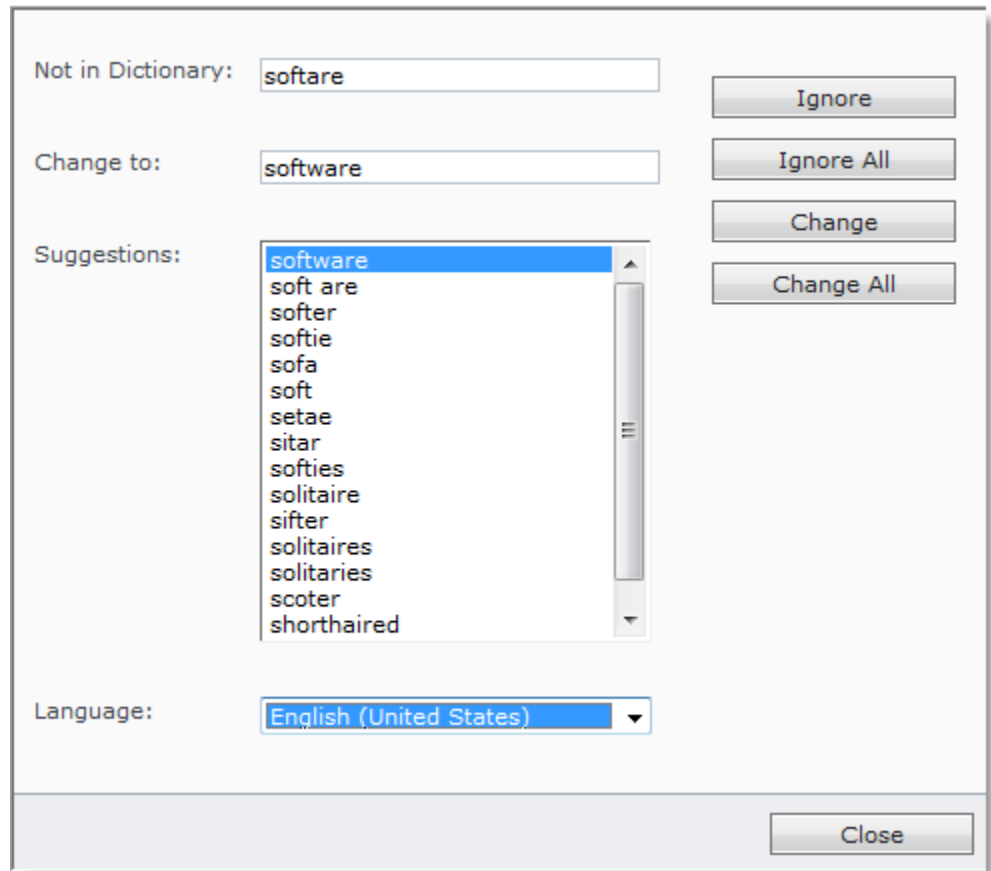 Not in Dictionary: softare
Ignore
Change to: software
Ignore All
Change
Suggestions:
software
soft are
softer
softie
sofa
soft
setae
sitar
softies
solitaire
sifter
solitaires
solitaries
scoter
shorthaired
Change All
Language: English (United States)
Close